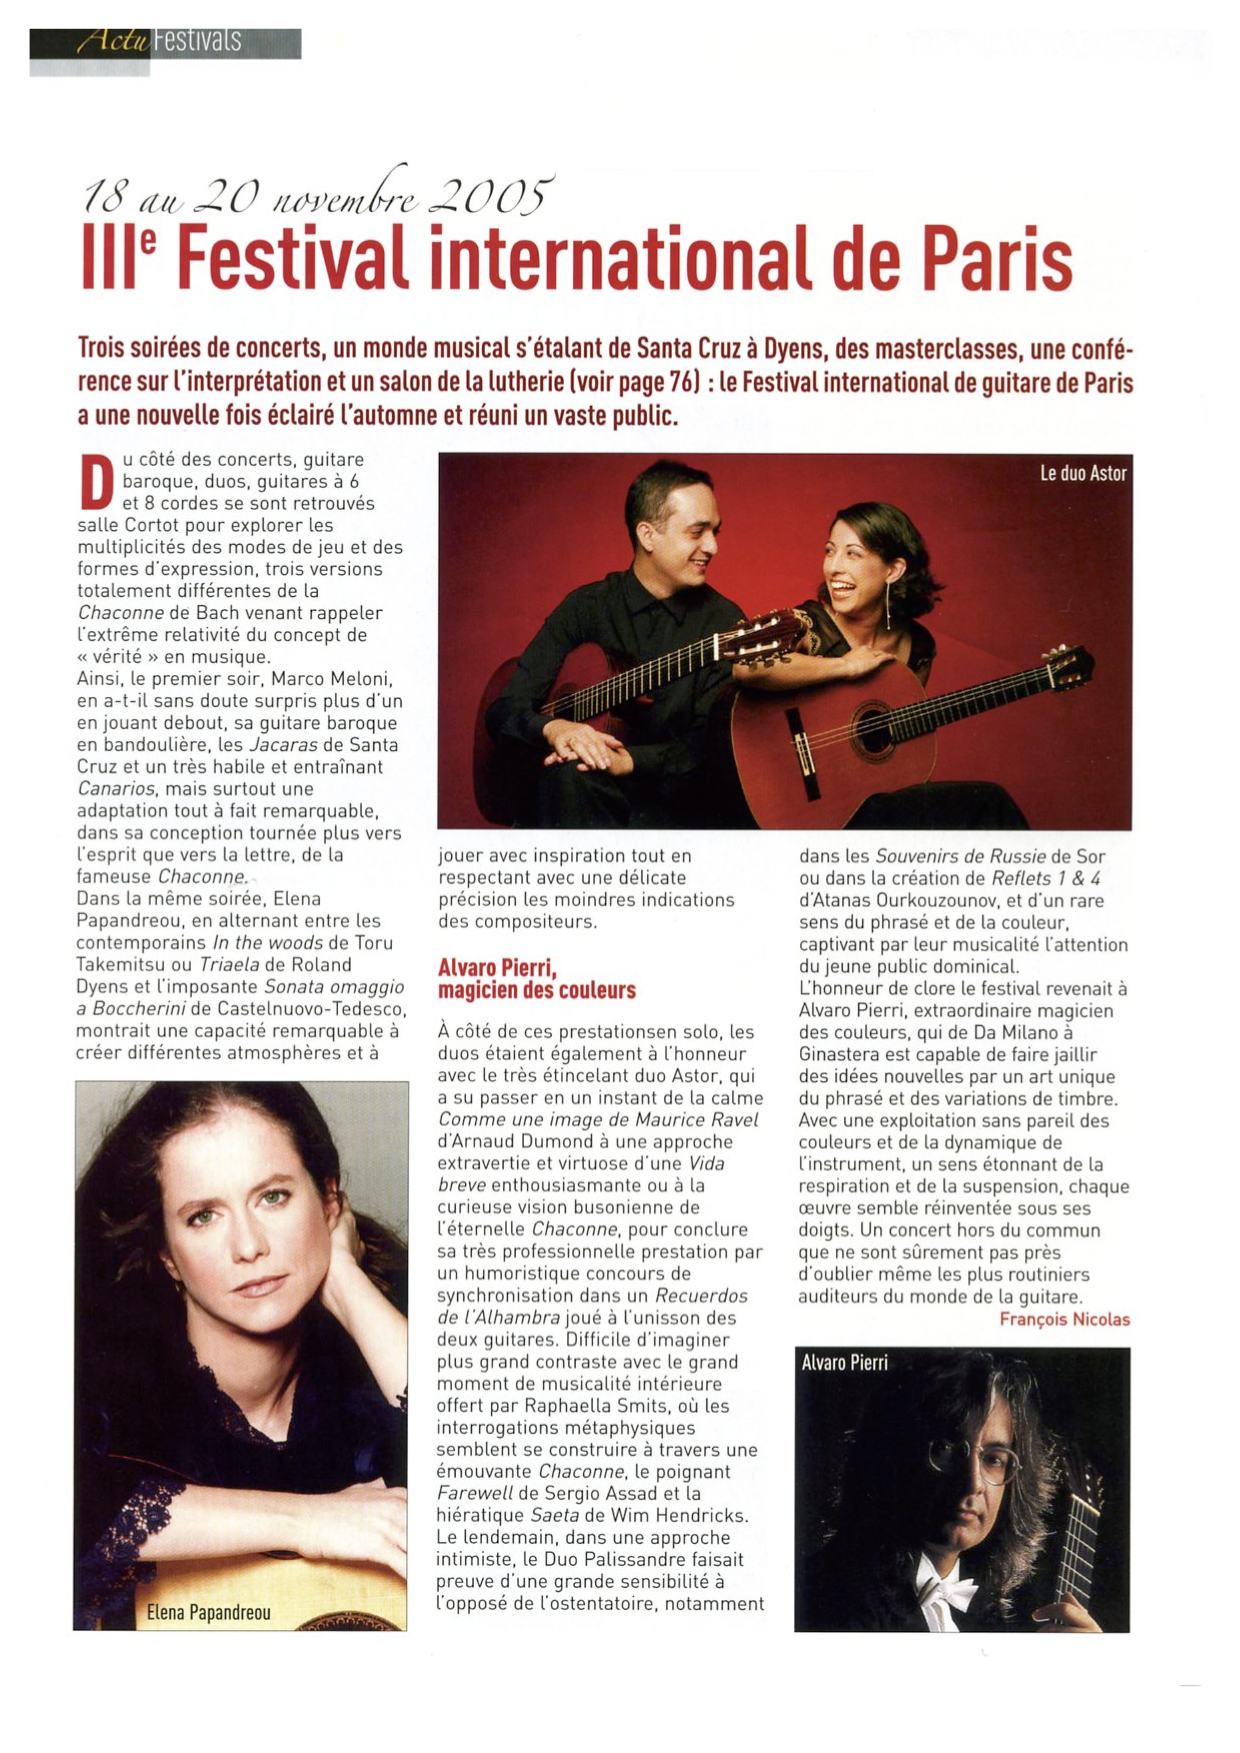 Actu Festivals
18 au 20 novembre 2005
IIIe Festival international de Paris
Trois soirées de concerts, un monde musical s'étalant de Santa Cruz à Dyens, des masterclasses, une confé-
rence sur l'interprétation et un salon de la lutherie (voir page 76) : le Festival international de guitare de Paris
a une nouvelle fois éclairé l'automne et réuni un vaste public.
Du côté des concerts, guitare
baroque, duos, guitares à 6
et 8 cordes se sont retrouvés
salle Cortot pour explorer les
multiplicités des modes de jeu et des
formes d'expression, trois versions
totalement différentes de la
Chaconne de Bach venant rappeler
l'extrême relativité du concept de
« vérité » en musique.
Ainsi, le premier soir, Marco Meloni,
en a-t-il sans doute surpris plus d'un
en jouant debout, sa guitare baroque
en bandoulière, les Jacaras de Santa
Cruz et un très habile et entraînant
Canarios, mais surtout une
adaptation tout à fait remarquable,
dans sa conception tournée plus vers
l'esprit que vers la lettre, de la
fameuse Chaconne.
Dans la même soirée, Elena
Papandreou, en alternant entre les
contemporains In the woods de Toru
Takemitsu ou Triaela de Roland
Dyens et l'imposante Sonata omaggio
a Boccherini de Castelnuovo-Tedesco,
montrait une capacité remarquable à
créer différentes atmosphères et à
Elena Papandreou
Le duo Astor
jouer avec inspiration tout en
respectant avec une délicate
précision les moindres indications
des compositeurs.
Alvaro Pierri,
magicien des couleurs
À côté de ces prestationsen solo, les
duos étaient également à l'honneur
avec le très étincelant duo Astor, qui
a su passer en un instant de la calme
Comme une image de Maurice Ravel
d'Arnaud Dumond à une approche
extravertie et virtuose d'une Vida
breve enthousiasmante ou à la
curieuse vision busonienne de
l'éternelle Chaconne, pour conclure
sa très professionnelle prestation par
un humoristique concours de
synchronisation dans un Recuerdos
de l'Alhambra joué à l'unisson des
deux guitares. Difficile d'imaginer
plus grand contraste avec le grand
moment de musicalité intérieure
offert par Raphaella Smits, où les
interrogations métaphysiques
semblent se construire à travers une
émouvante Chaconne, le poignant
Farewell de Sergio Assad et la
hiératique Saeta de Wim Hendricks.
Le lendemain, dans une approche
intimiste, le Duo Palissandre faisait
preuve d'une grande sensibilité à
l'opposé de l'ostentatoire, notamment
dans les Souvenirs de Russie de Sor
ou dans la création de Reflets 1 & 4
d'Atanas Ourkouzounov, et d'un rare
sens du phrasé et de la couleur,
captivant par leur musicalité l'attention
du jeune public dominical.
L'honneur de clore le festival revenait à
Alvaro Pierri, extraordinaire magicien
des couleurs, qui de Da Milano à
Ginastera est capable de faire jaillir
des idées nouvelles par un art unique
du phrasé et des variations de timbre.
Avec une exploitation sans pareil des
couleurs et de la dynamique de
l'instrument, un sens étonnant de la
respiration et de la suspension, chaque
œuvre semble réinventée sous ses
doigts. Un concert hors du commun
que ne sont sûrement pas près
d'oublier même les plus routiniers
auditeurs du monde de la guitare.
François Nicolas
Alvaro Pierri